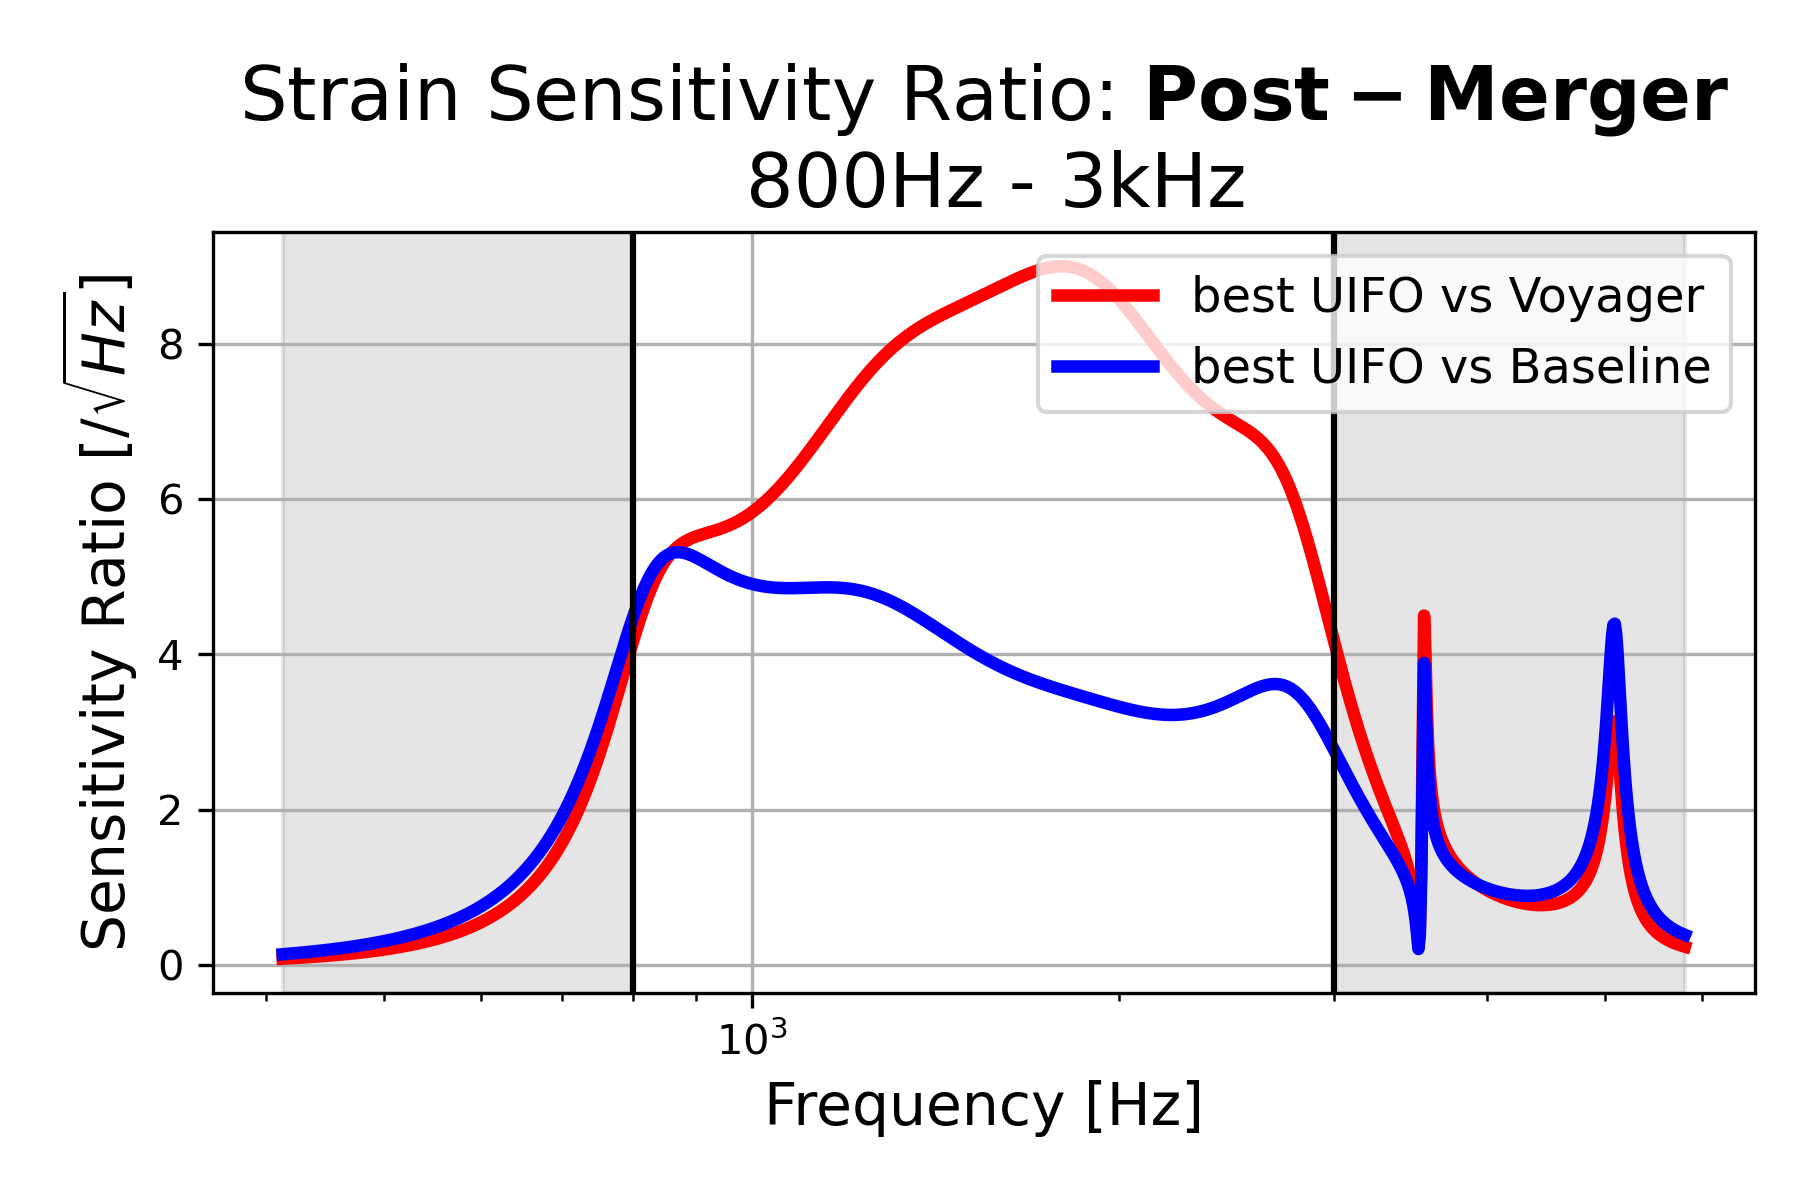 Strain Sensitivity Ratio: Post − Merger
800Hz - 3kHz
Sensitivity Ratio [/√Hz]
8
6
4
2
0
best UIFO vs Voyager
best UIFO vs Baseline
10³
Frequency [Hz]